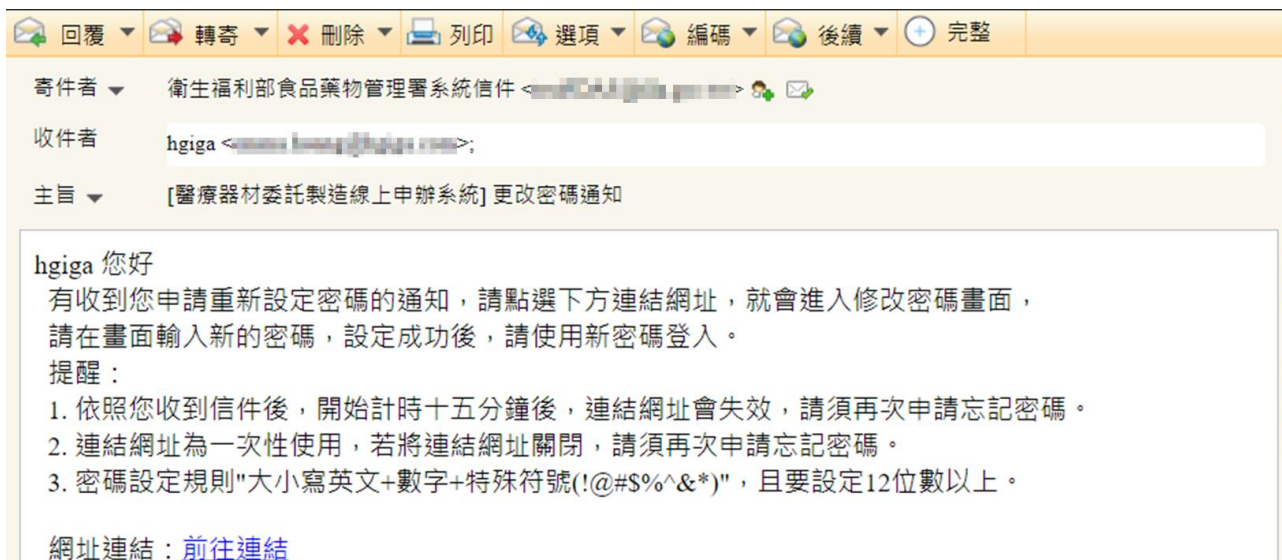 回覆 轉寄 刪除 列印 選項 編碼 後續 完整
寄件者 衛生福利部食品藥物管理署系統信件
收件者 hgiga
主旨 [醫療器材委託製造線上申辦系統] 更改密碼通知
hgiga 您好
有收到您申請重新設定密碼的通知，請點選下方連結網址，就會進入修改密碼畫面，
請在畫面輸入新的密碼，設定成功後，請使用新密碼登入。
提醒：
1. 依照您收到信件後，開始計時十五分鐘後，連結網址會失效，請須再次申請忘記密碼。
2. 連結網址為一次性使用，若將連結網址關閉，請須再次申請忘記密碼。
3. 密碼設定規則"大小寫英文+數字+特殊符號(!@#$%^&*)"，且要設定12位數以上。
網址連結：前往連結